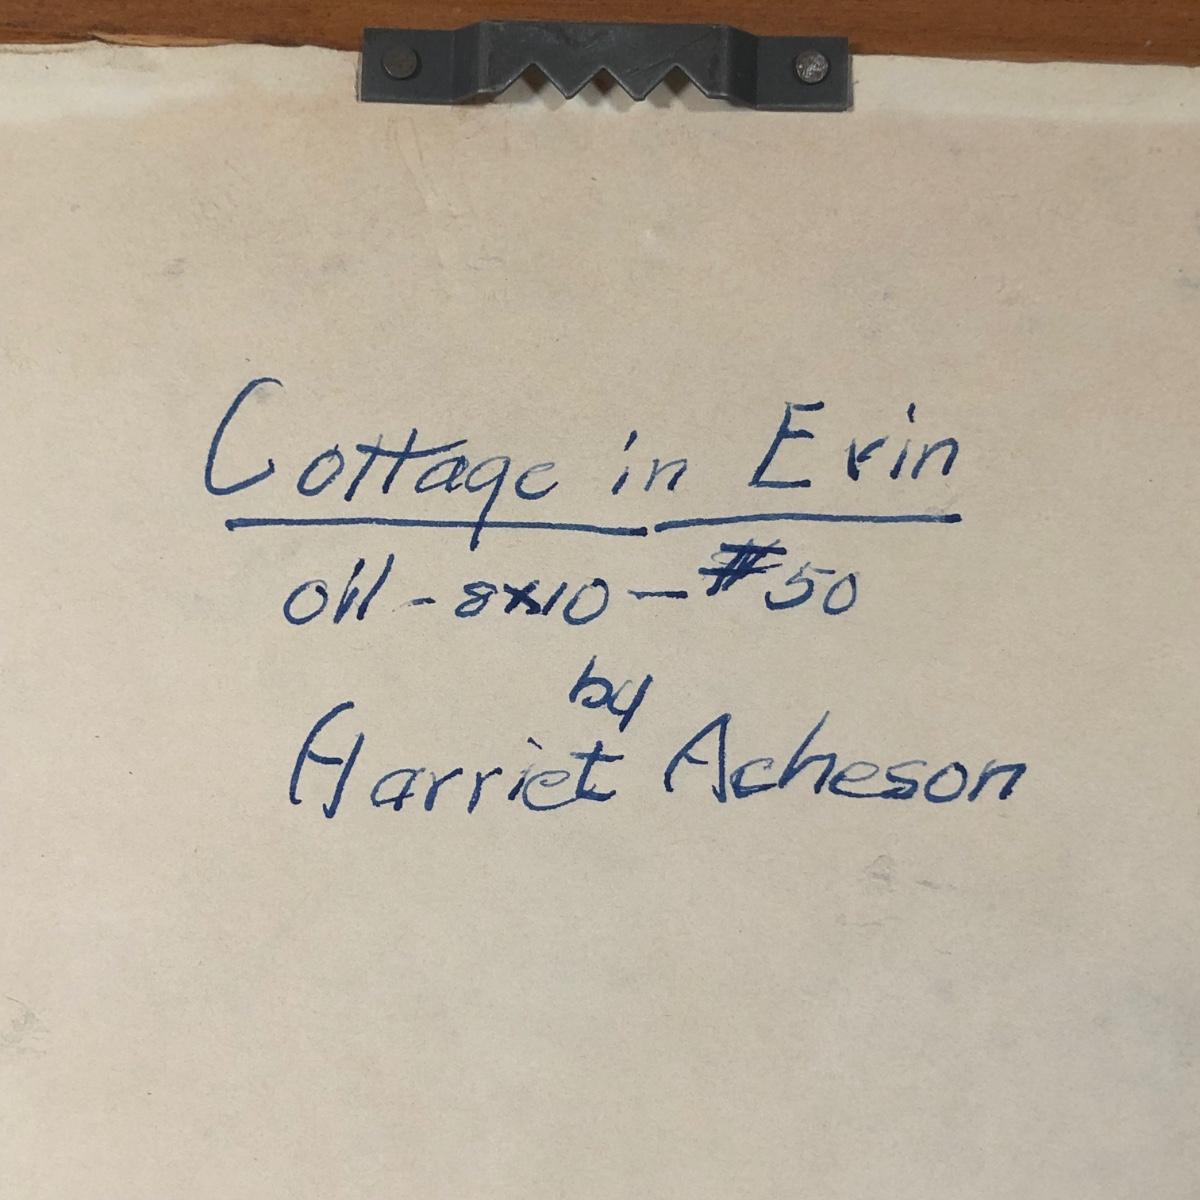 Cottage in Erin
oil - 8x10 - #50
by
Harriet Acheson